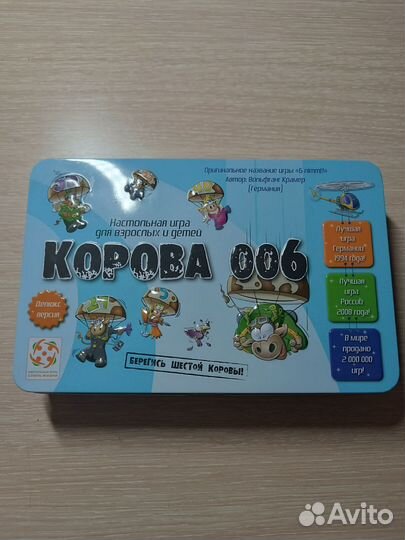 Оригинальное название игры: «6 nimmt!»
Автор: Вольфганг Крамер
(Германия)
Настольная игра
для взрослых и детей
КОРОВА 006
Делюкс
версия
Лучшая
игра
Германии
1994 года!
Лучшая
игра
России
2008 года!
В мире
продано
2 000 000
игр!
БЕРЕГИСЬ ШЕСТОЙ КОРОВЫ!
Avito